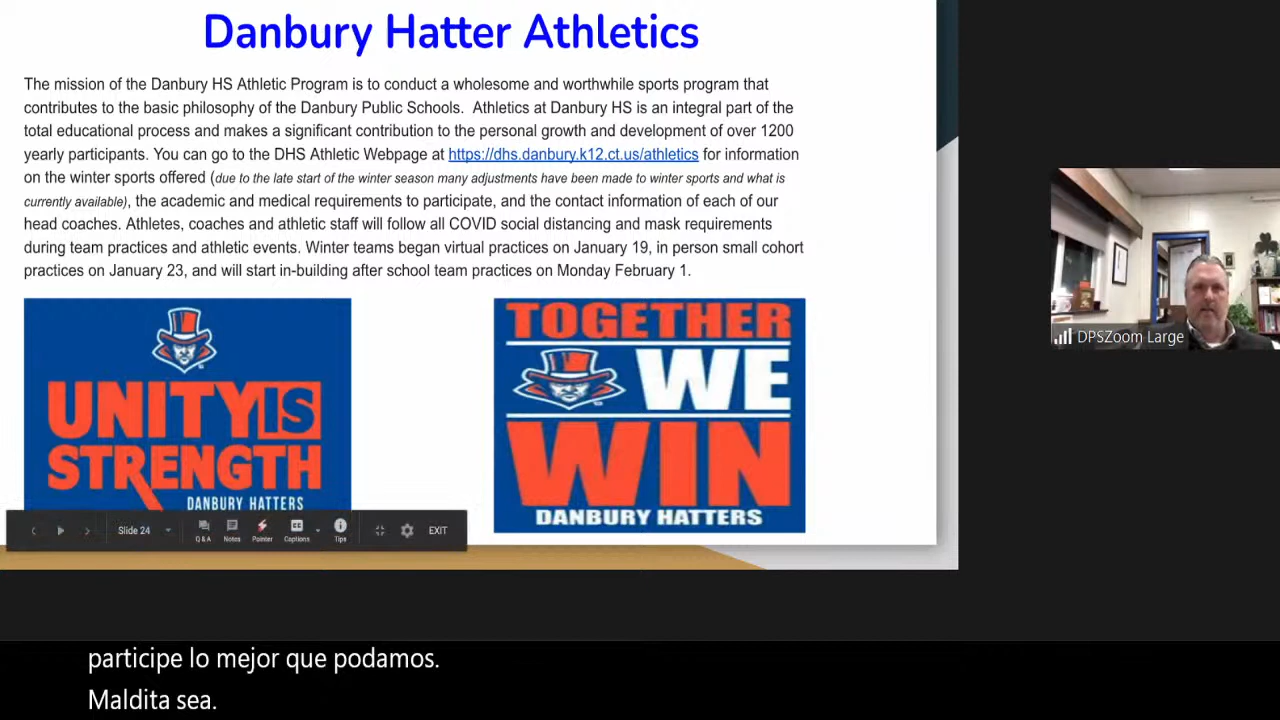 Danbury Hatter Athletics
The mission of the Danbury HS Athletic Program is to conduct a wholesome and worthwhile sports program that
contributes to the basic philosophy of the Danbury Public Schools.  Athletics at Danbury HS is an integral part of the
total educational process and makes a significant contribution to the personal growth and development of over 1200
yearly participants. You can go to the DHS Athletic Webpage at https://dhs.danbury.k12.ct.us/athletics for information
on the winter sports offered (due to the late start of the winter season many adjustments have been made to winter sports and what is
currently available), the academic and medical requirements to participate, and the contact information of each of our
head coaches. Athletes, coaches and athletic staff will follow all COVID social distancing and mask requirements
during team practices and athletic events. Winter teams began virtual practices on January 19, in person small cohort
practices on January 23, and will start in-building after school team practices on Monday February 1.
UNITY IS
STRENGTH
DANBURY HATTERS
TOGETHER
WE
WIN
DANBURY HATTERS
Slide 24
Q & A
Notes
Pointer
Captions
Tips
EXIT
DPSZoom Large
participe lo mejor que podamos.
Maldita sea.